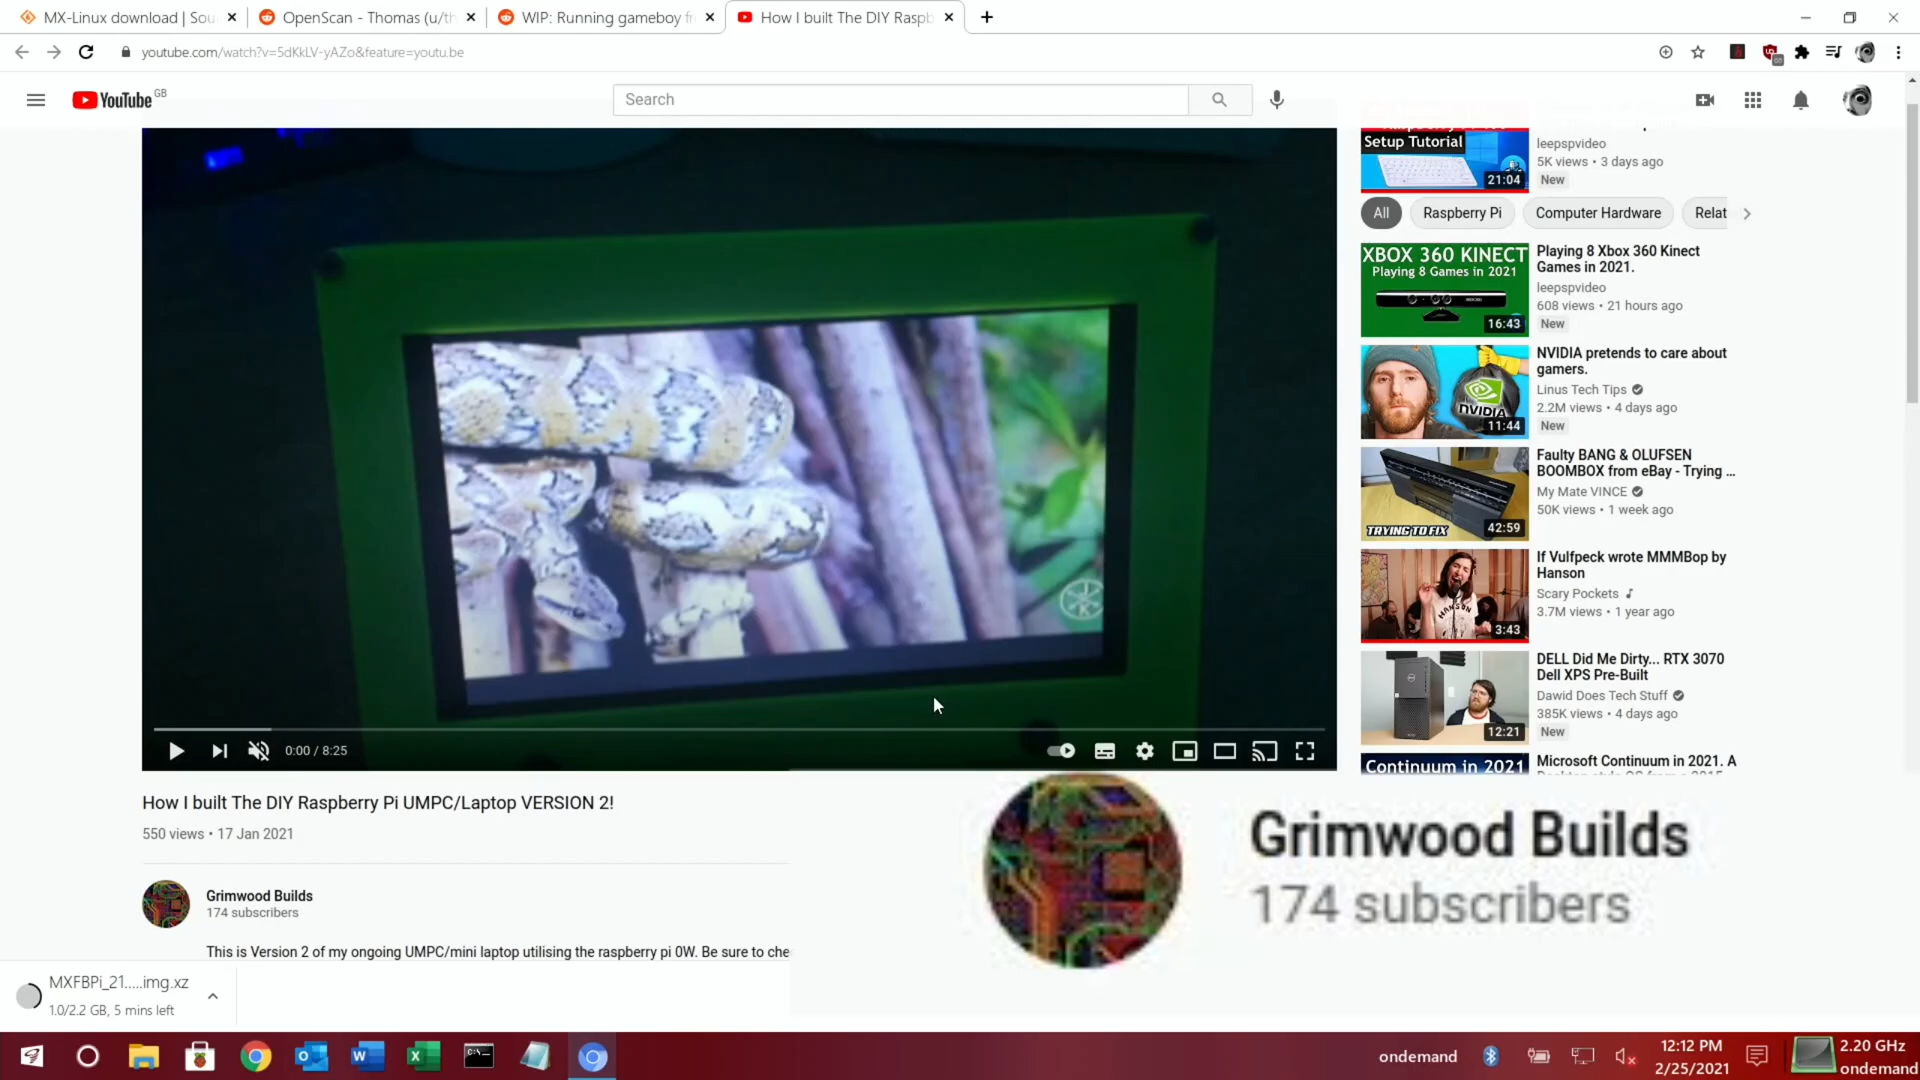 MX-Linux download | Sou
OpenScan - Thomas (u/th
WIP: Running gameboy fr
How I built The DIY Raspb
youtube.com/watch?v=5dKkLV-yAZo&feature=youtu.be
YouTube GB
Search
Setup Tutorial
21:04
leepspvideo
5K views • 3 days ago
New
All
Raspberry Pi
Computer Hardware
Relat
XBOX 360 KINECT
Playing 8 Games in 2021
16:43
Playing 8 Xbox 360 Kinect
Games in 2021.
leepspvideo
608 views • 21 hours ago
New
NVIDIA
11:44
NVIDIA pretends to care about
gamers.
Linus Tech Tips
2.2M views • 4 days ago
New
TRYING TO FIX
42:59
Faulty BANG & OLUFSEN
BOOMBOX from eBay - Trying ...
My Mate VINCE
50K views • 1 week ago
HANSON
3:43
If Vulfpeck wrote MMMBop by
Hanson
Scary Pockets
3.7M views • 1 year ago
12:21
DELL Did Me Dirty... RTX 3070
Dell XPS Pre-Built
Dawid Does Tech Stuff
385K views • 4 days ago
New
Continuum in 2021
Microsoft Continuum in 2021. A
0:00 / 8:25
How I built The DIY Raspberry Pi UMPC/Laptop VERSION 2!
550 views • 17 Jan 2021
Grimwood Builds
174 subscribers
This is Version 2 of my ongoing UMPC/mini laptop utilising the raspberry pi 0W. Be sure to che
Grimwood Builds
174 subscribers
MXFBPi_21.....img.xz
1.0/2.2 GB, 5 mins left
ondemand
12:12 PM
2/25/2021
2.20 GHz
ondemand